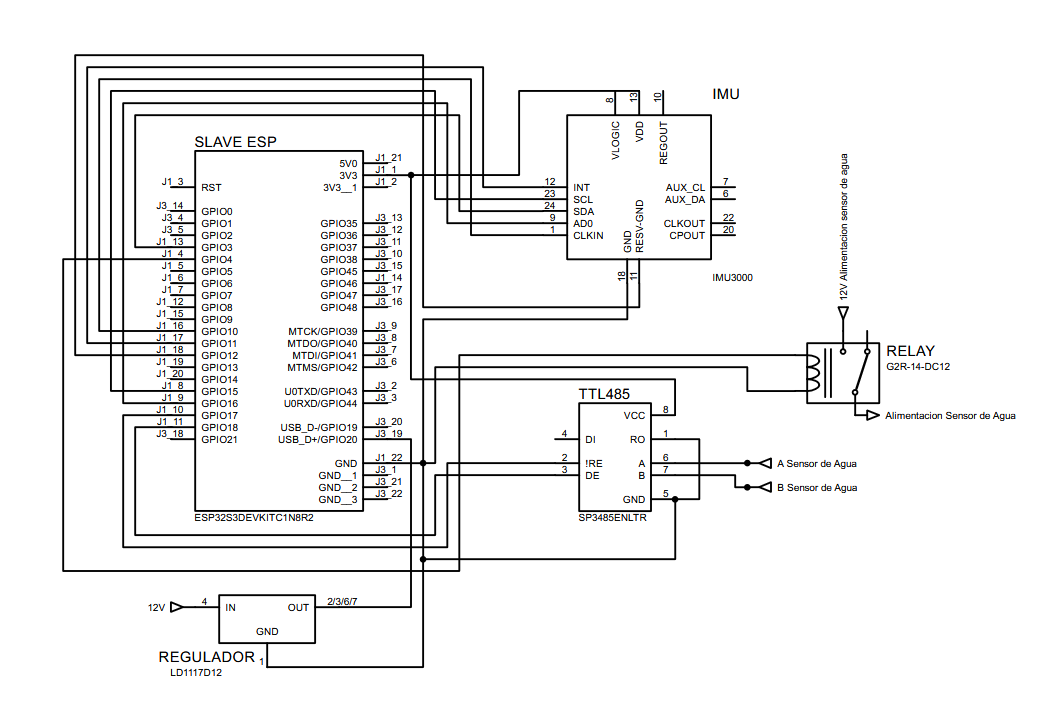 SLAVE ESP
J1_3 RST
J3_14 GPIO0
J3_4 GPIO1
J3_5 GPIO2
J1_13 GPIO3
J1_4 GPIO4
J1_5 GPIO5
J1_6 GPIO6
J1_7 GPIO7
J1_12 GPIO8
J1_15 GPIO9
J1_16 GPIO10
J1_17 GPIO11
J1_18 GPIO12
J1_19 GPIO13
J1_20 GPIO14
J1_8 GPIO15
J1_9 GPIO16
J1_10 GPIO17
J1_11 GPIO18
J3_18 GPIO21
5V0 J1_21
3V3 J1_1
3V3__1 J1_2
GPIO35 J3_13
GPIO36 J3_12
GPIO37 J3_11
GPIO38 J3_10
GPIO45 J3_15
GPIO46 J1_14
GPIO47 J3_17
GPIO48 J3_16
MTCK/GPIO39 J3_9
MTDO/GPIO40 J3_8
MTDI/GPIO41 J3_7
MTMS/GPIO42 J3_6
U0TXD/GPIO43 J3_2
U0RXD/GPIO44 J3_3
USB_D-/GPIO19 J3_20
USB_D+/GPIO20 J3_19
GND J1_22
GND__1 J3_1
GND__2 J3_21
GND__3 J3_22
ESP32S3DEVKITC1N8R2
IMU
8 VLOGIC
13 VDD
10 REGOUT
12 INT
23 SCL
24 SDA
9 AD0
1 CLKIN
AUX_CL 7
AUX_DA 6
CLKOUT 22
CPOUT 20
GND 18
RESV-GND 11
IMU3000
12V Alimentacion sensor de agua
RELAY
G2R-14-DC12
Alimentacion Sensor de Agua
TTL485
4 DI
2 !RE
3 DE
VCC 8
RO 1
A 6
B 7
GND 5
SP3485ENLTR
A Sensor de Agua
B Sensor de Agua
12V
4 IN
OUT 2/3/6/7
GND
1
REGULADOR
LD1117D12